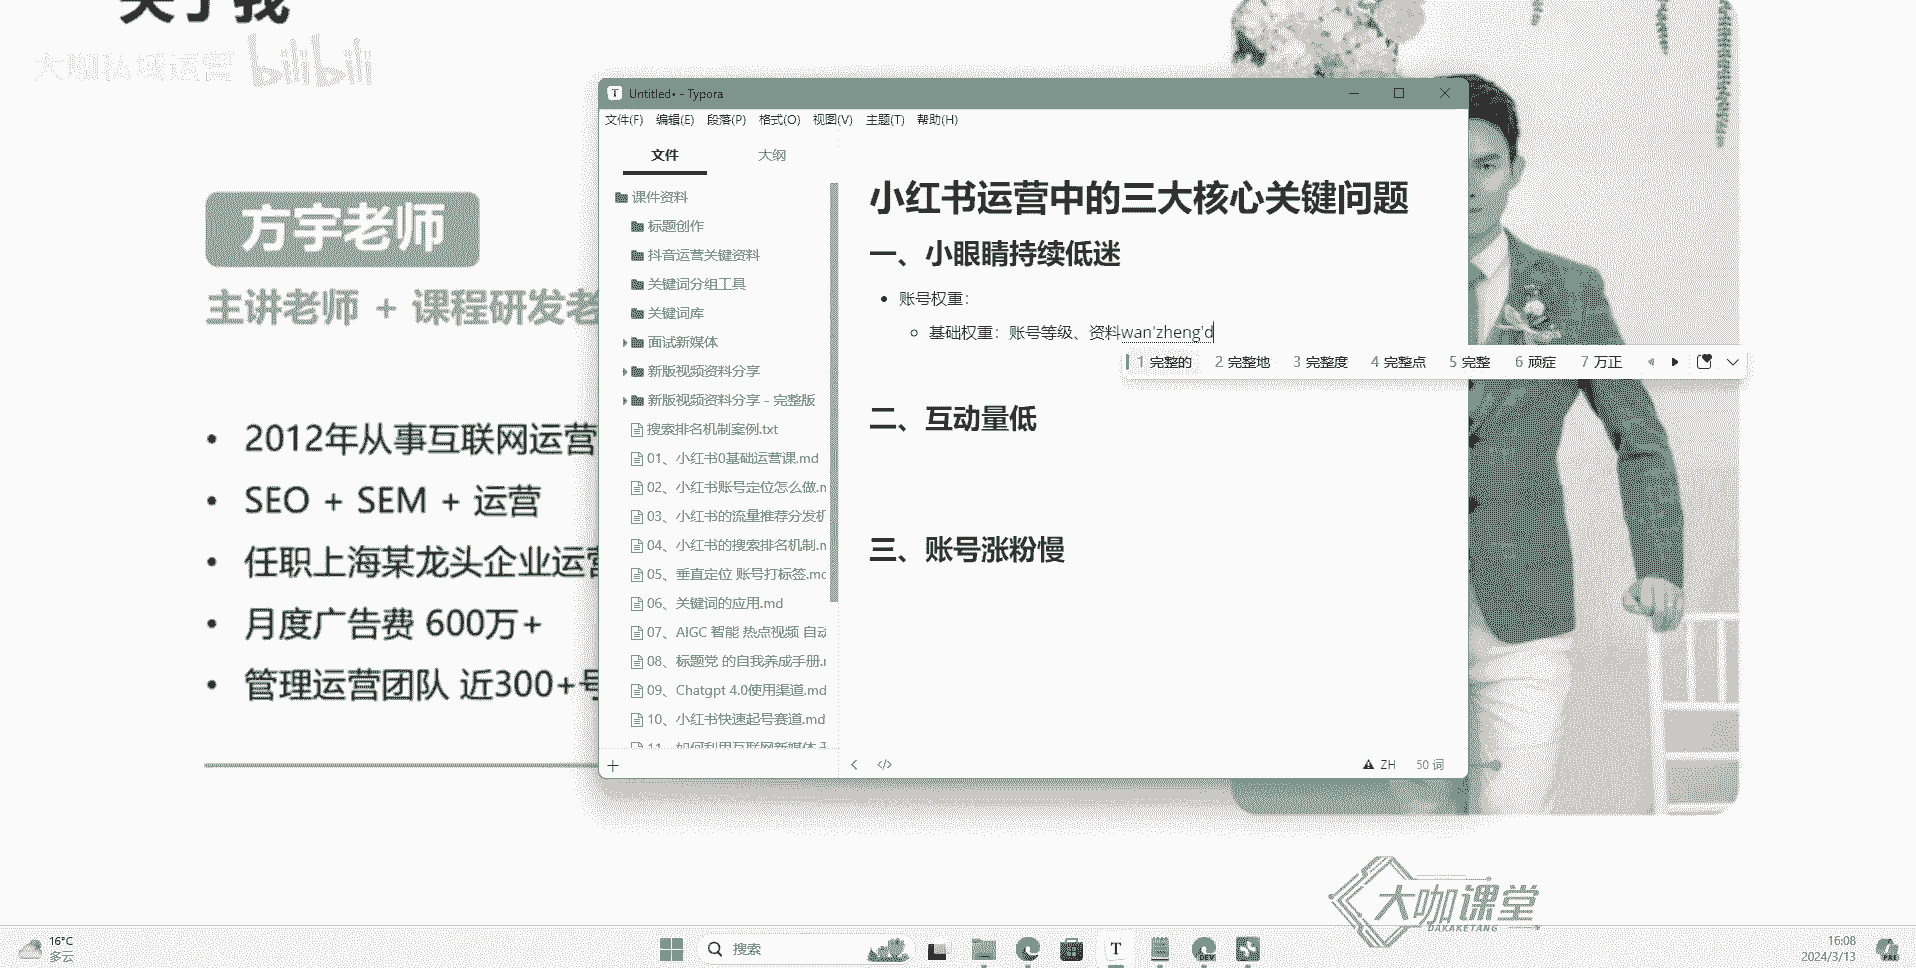 关于我
大咖私域运营 bilibili
方宇老师
主讲老师 + 课程研发老
• 2012年从事互联网运营
• SEO + SEM + 运营
• 任职上海某龙头企业运营
• 月度广告费 600万+
• 管理运营团队 近300+号
Untitled• - Typora
文件(F) 编辑(E) 段落(P) 格式(O) 视图(V) 主题(T) 帮助(H)
文件 大纲
课件资料
标题创作
抖音运营关键资料
关键词分组工具
关键词库
面试新媒体
新版视频资料分享
新版视频资料分享 - 完整版
搜索排名机制案例.txt
01、小红书0基础运营课.md
02、小红书账号定位怎么做.m
03、小红书的流量推荐分发机
04、小红书的搜索排名机制.m
05、垂直定位 账号打标签.md
06、关键词的应用.md
07、AIGC 智能 热点视频 自动
08、标题党 的自我养成手册.m
09、Chatgpt 4.0使用渠道.md
10、小红书快速起号赛道.md
11、如何利用互联网新媒体
小红书运营中的三大核心关键问题
一、小眼睛持续低迷
• 账号权重：
基础权重：账号等级、资料wan'zheng'd
1 完整的 2 完整地 3 完整度 4 完整点 5 完整 6 顽症 7 万正
二、互动量低
三、账号涨粉慢
ZH 50 词
大咖课堂
DAKAKETANG
16°C
多云
搜索
T
DEV
16:08
2024/3/13
PRE